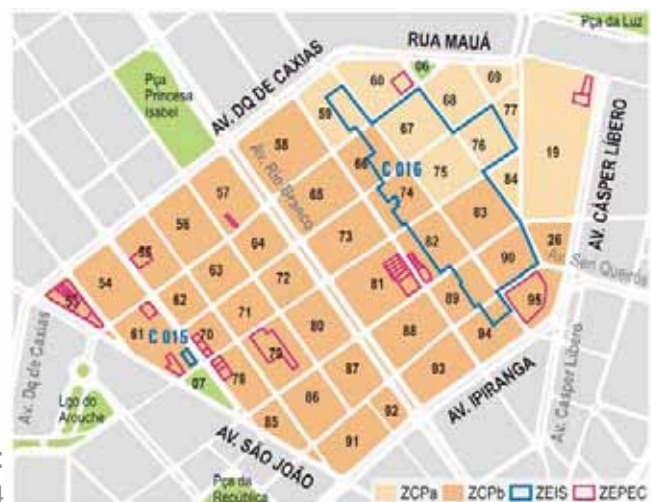 Pça da Luz
RUA MAUÁ
AV. DQ DE CAXIAS
Pça
Princesa
Isabel
06
60
69
59
68
77
67
76
19
AV. CÁSPER LÍBERO
58
66
C 016
75
84
57
Av. Rio Branco
65
74
83
56
64
73
82
90
26
Av. Sen Queirós
55
63
72
81
54
62
71
80
89
95
53
61
C 015
70
79
88
94
07
78
87
93
Av. Dq de Caxias
Lgo do
Arouche
86
92
AV. IPIRANGA
Av. Cásper Líbero
85
91
AV. SÃO JOÃO
Pça da
República
ZCPa
ZCPb
ZEIS
ZEPEC